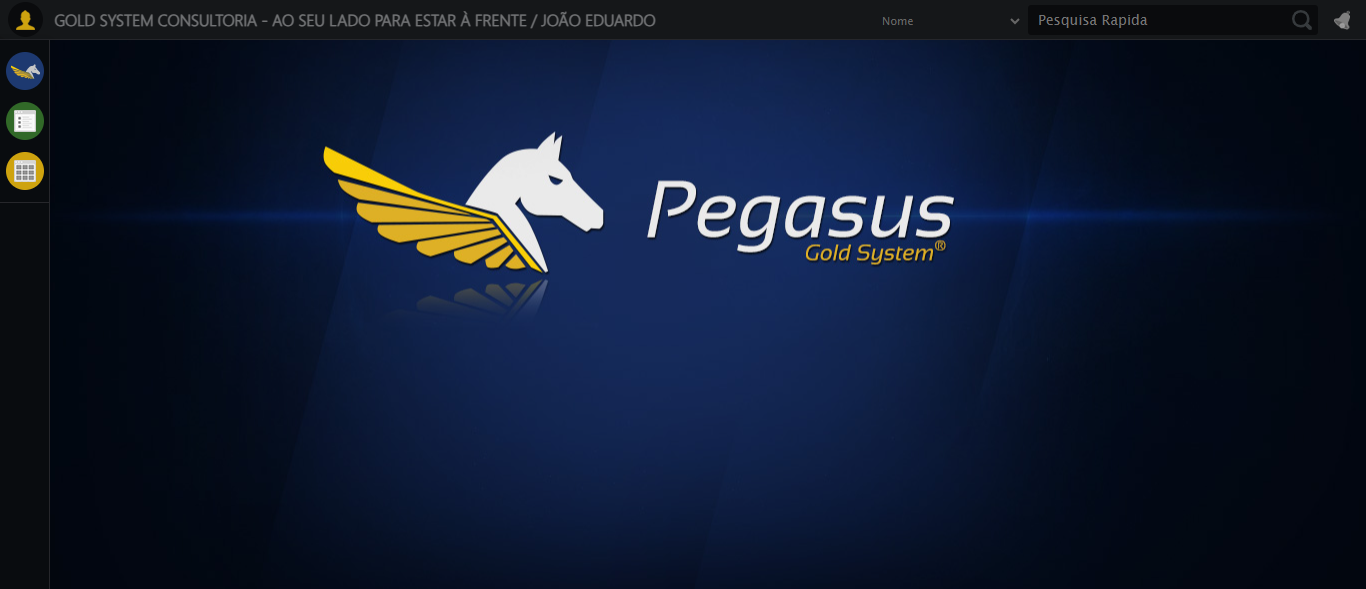 GOLD SYSTEM CONSULTORIA - AO SEU LADO PARA ESTAR À FRENTE / JOÃO EDUARDO
Nome
Pesquisa Rapida
Pegasus
Gold System®